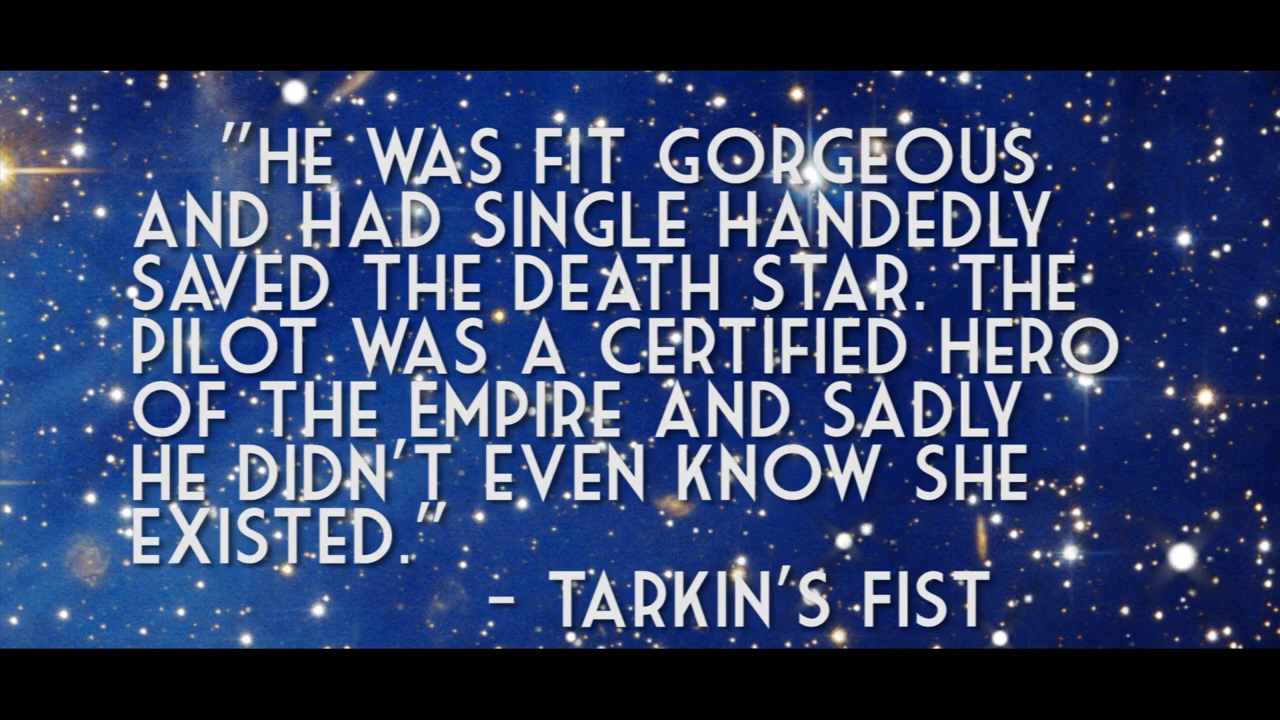 "HE WAS FIT GORGEOUS
AND HAD SINGLE HANDEDLY
SAVED THE DEATH STAR. THE
PILOT WAS A CERTIFIED HERO
OF THE EMPIRE AND SADLY
HE DIDN'T EVEN KNOW SHE
EXISTED."
- TARKIN'S FIST